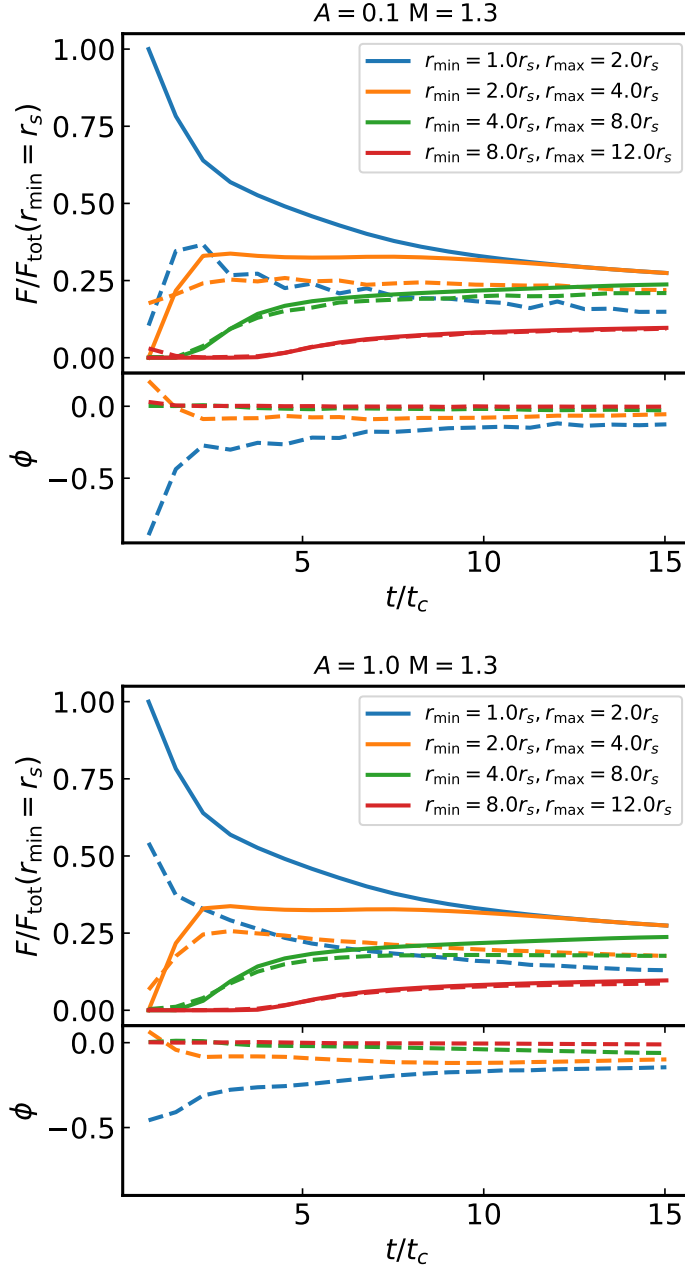 A = 0.1 M = 1.3
1.00
0.75
0.50
0.25
0.00
F/F_tot(r_min = r_s)
r_min = 1.0r_s, r_max = 2.0r_s
r_min = 2.0r_s, r_max = 4.0r_s
r_min = 4.0r_s, r_max = 8.0r_s
r_min = 8.0r_s, r_max = 12.0r_s
0.0
−0.5
ϕ
5
10
15
t/t_c
A = 1.0 M = 1.3
1.00
0.75
0.50
0.25
0.00
F/F_tot(r_min = r_s)
r_min = 1.0r_s, r_max = 2.0r_s
r_min = 2.0r_s, r_max = 4.0r_s
r_min = 4.0r_s, r_max = 8.0r_s
r_min = 8.0r_s, r_max = 12.0r_s
0.0
−0.5
ϕ
5
10
15
t/t_c